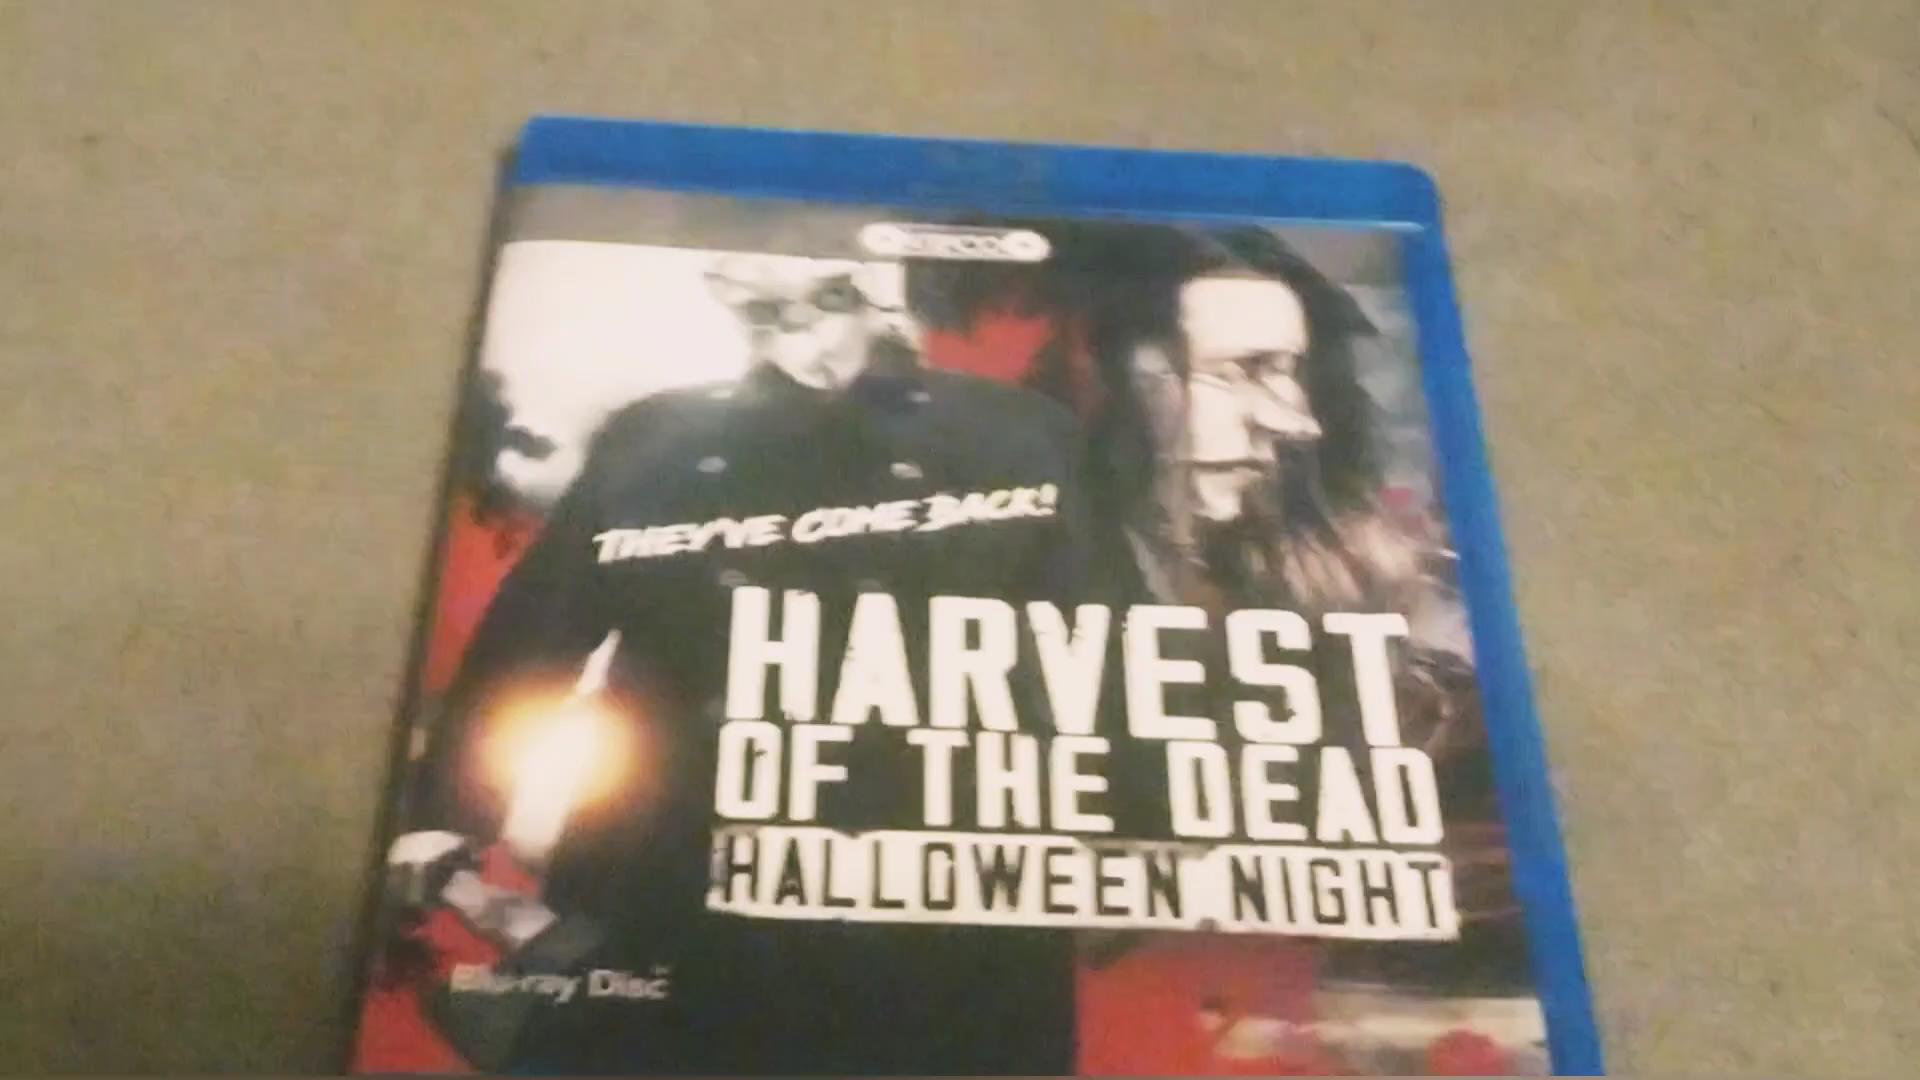 THEY'VE COME BACK!
HARVEST
OF THE DEAD
HALLOWEEN NIGHT
Blu-ray Disc